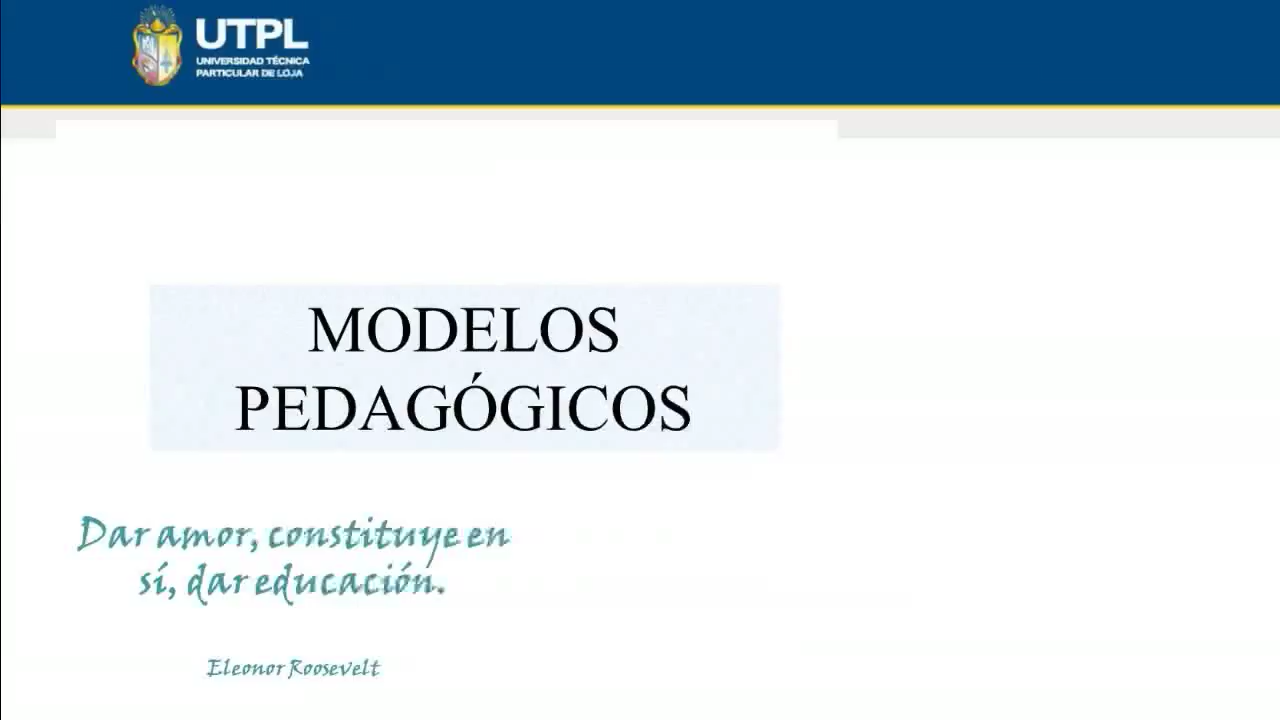 UTPL
UNIVERSIDAD TÉCNICA
PARTICULAR DE LOJA
MODELOS
PEDAGÓGICOS
Dar amor, constituye en
sí, dar educación.
Eleonor Roosevelt